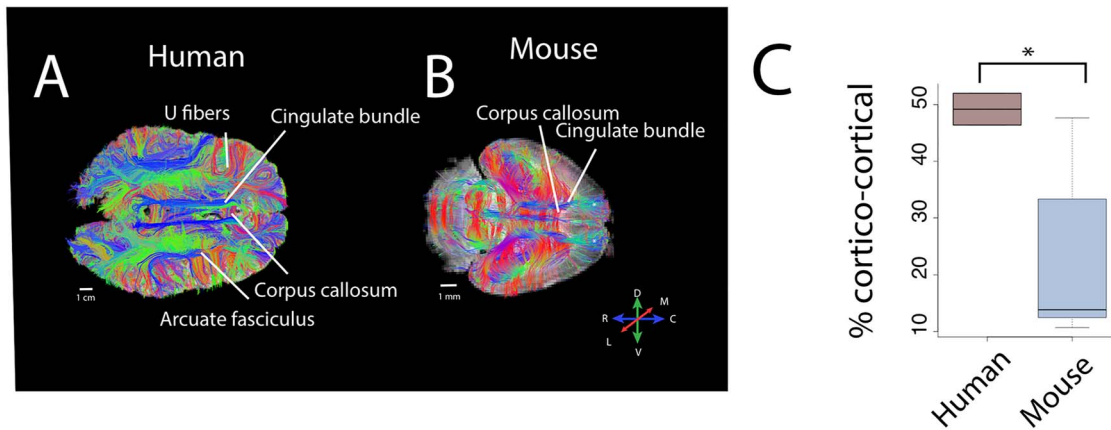 A
Human
U fibers
Cingulate bundle
Corpus callosum
Arcuate fasciculus
1 cm
B
Mouse
Corpus callosum
Cingulate bundle
1 mm
D
M
R
C
L
V
C
*
% cortico-cortical
50
40
30
20
10
Human
Mouse